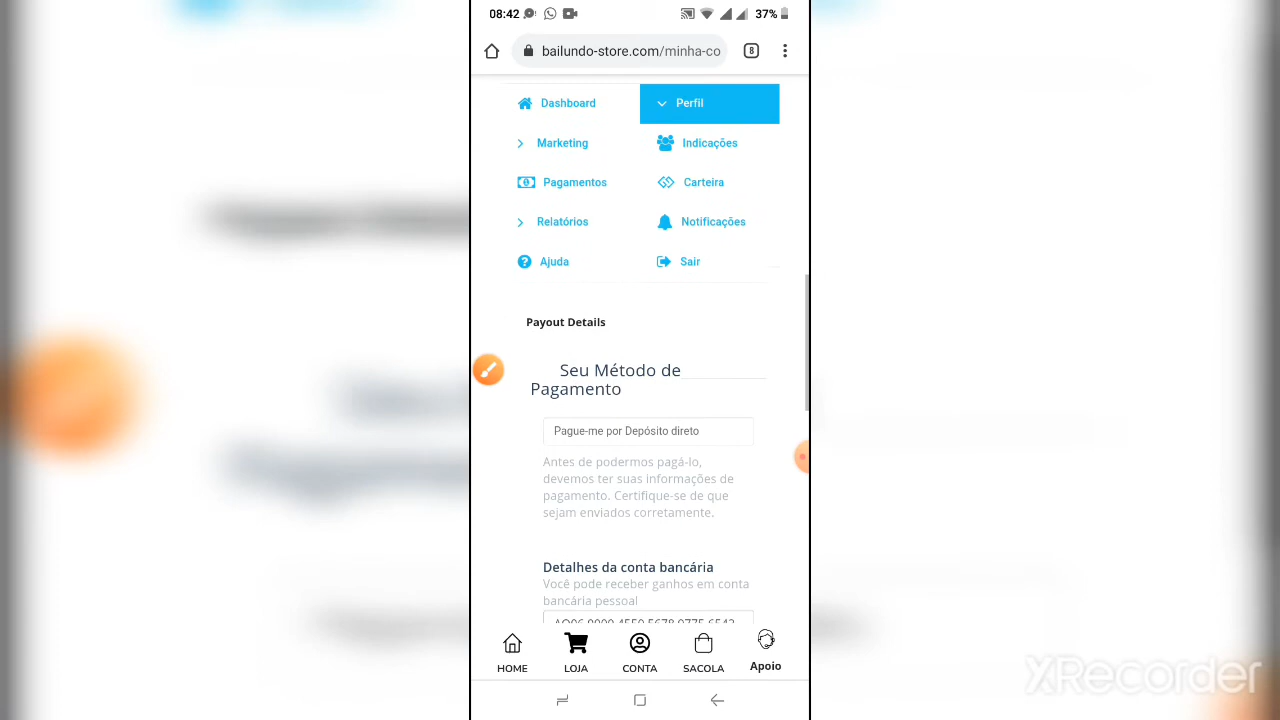 08:42
37%
bailundo-store.com/minha-co
8
Dashboard
Perfil
Marketing
Indicações
Pagamentos
Carteira
Relatórios
Notificações
Ajuda
Sair
Payout Details
Seu Método de
Pagamento
Pague-me por Depósito direto
Antes de podermos pagá-lo,
devemos ter suas informações de
pagamento. Certifique-se de que
sejam enviados corretamente.
Detalhes da conta bancária
Você pode receber ganhos em conta
bancária pessoal
HOME
LOJA
CONTA
SACOLA
Apoio
XRecorder